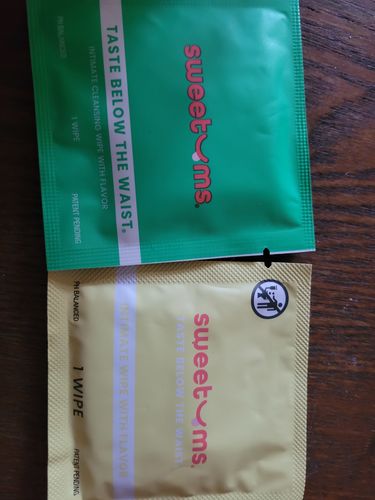 sweetums®
TASTE BELOW THE WAIST.®
INTIMATE CLEANSING WIPE WITH FLAVOR
PH BALANCED
1 WIPE
PATENT PENDING
sweetums®
TASTE BELOW THE WAIST.
INTIMATE WIPE WITH FLAVOR
PH BALANCED
1 WIPE
PATENT PENDING